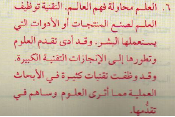 ٦. العلم محاولة فهم العالم، التقنية توظيف
العلم لصنع المنتجات أو الأدوات التي
يستعملها البشر. وقد أدى تقدم العلوم
وتطورها إلى الإنجازات التقنية الكبيرة.
وقد وظفت تقنيات كثيرة في الأبحاث
العملية مما أثرى العلوم وساهم في
تقدمها.